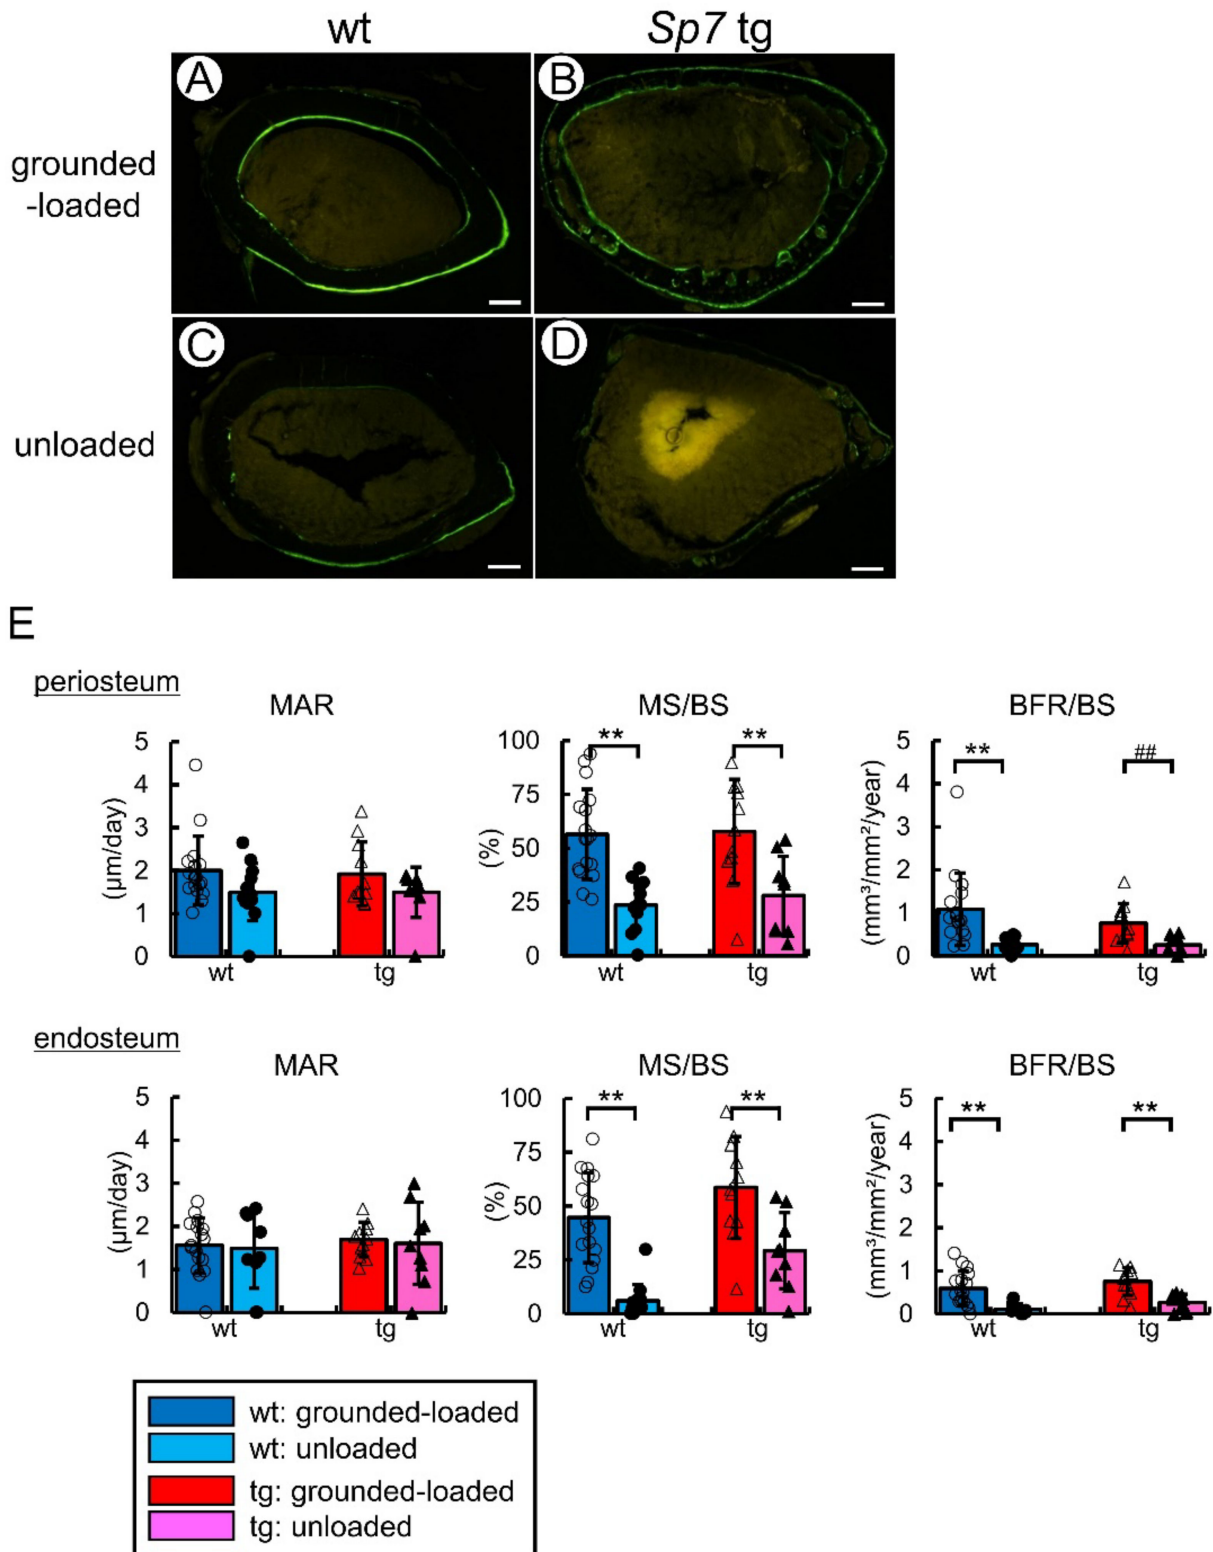 wt Sp7 tg
A B
grounded
-loaded
C D
unloaded
E
periosteum
MAR MS/BS BFR/BS
5
4
3
2
1
0
(μm/day)
wt tg
100
75
50
25
0
(%)
** **
wt tg
5
4
3
2
1
0
(mm³/mm²/year)
** ##
wt tg
endosteum
MAR MS/BS BFR/BS
5
4
3
2
1
0
(μm/day)
wt tg
100
75
50
25
0
(%)
** **
wt tg
5
4
3
2
1
0
(mm³/mm²/year)
** **
wt tg
wt: grounded-loaded
wt: unloaded
tg: grounded-loaded
tg: unloaded